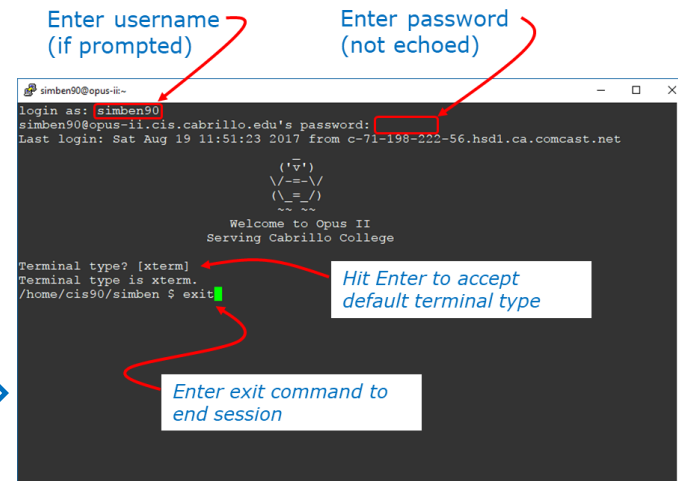 Enter username
(if prompted)
Enter password
(not echoed)
simben90@opus-ii:~
login as: simben90
simben90@opus-ii.cis.cabrillo.edu's password:
Last login: Sat Aug 19 11:51:23 2017 from c-71-198-222-56.hsd1.ca.comcast.net
_
('v')
\/-=-\/
(\_=_/)
~~ ~~
Welcome to Opus II
Serving Cabrillo College
Terminal type? [xterm]
Terminal type is xterm.
/home/cis90/simben $ exit
Hit Enter to accept
default terminal type
Enter exit command to
end session